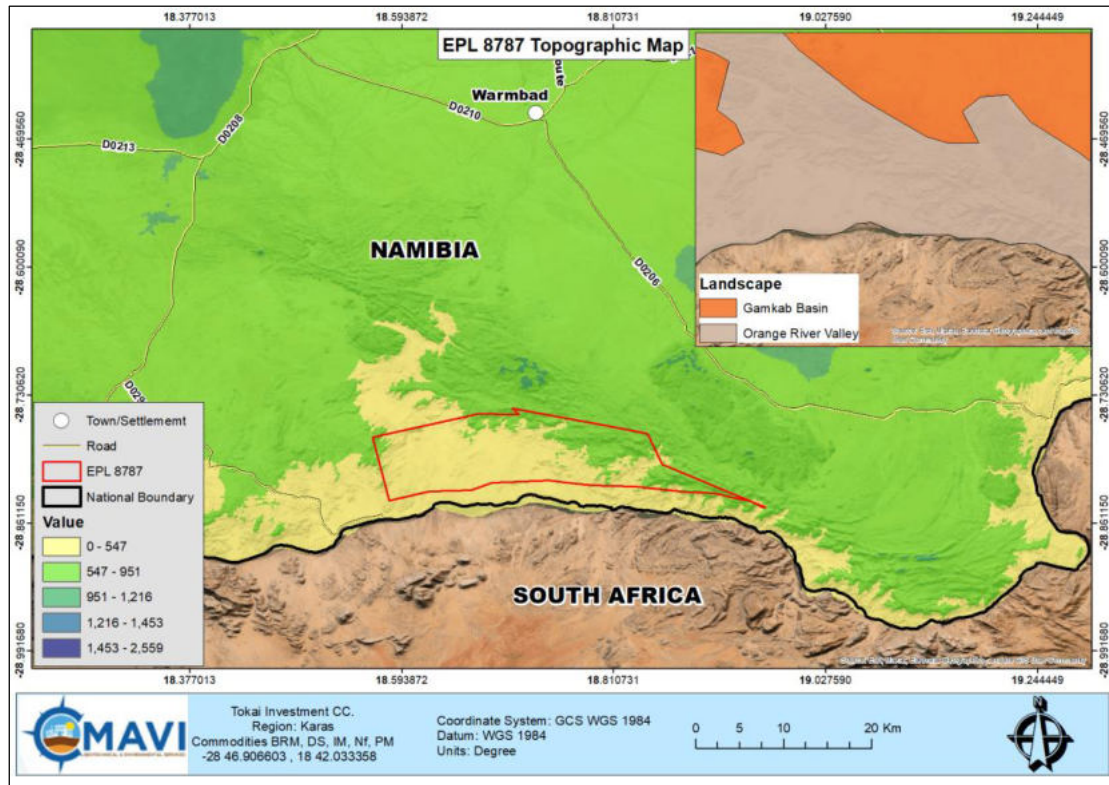 18.377013
18.593872
18.810731
19.027590
19.244449
EPL 8787 Topographic Map
Warmbad
D0210
D0208
D0213
D0206
NAMIBIA
SOUTH AFRICA
-28.469560
-28.600090
-28.730620
-28.861150
-28.991680
-28.469560
-28.600090
-28.730620
-28.861150
-28.991680
Landscape
Gamkab Basin
Orange River Valley
Town/Settlememt
Road
EPL 8787
National Boundary
Value
0 - 547
547 - 951
951 - 1,216
1,216 - 1,453
1,453 - 2,559
18.377013
18.593872
18.810731
19.027590
19.244449
MAVI
Tokai Investment CC.
Region: Karas
Commodities BRM, DS, IM, Nf, PM
-28 46.906603 , 18 42.033358
Coordinate System: GCS WGS 1984
Datum: WGS 1984
Units: Degree
0 5 10 20 Km